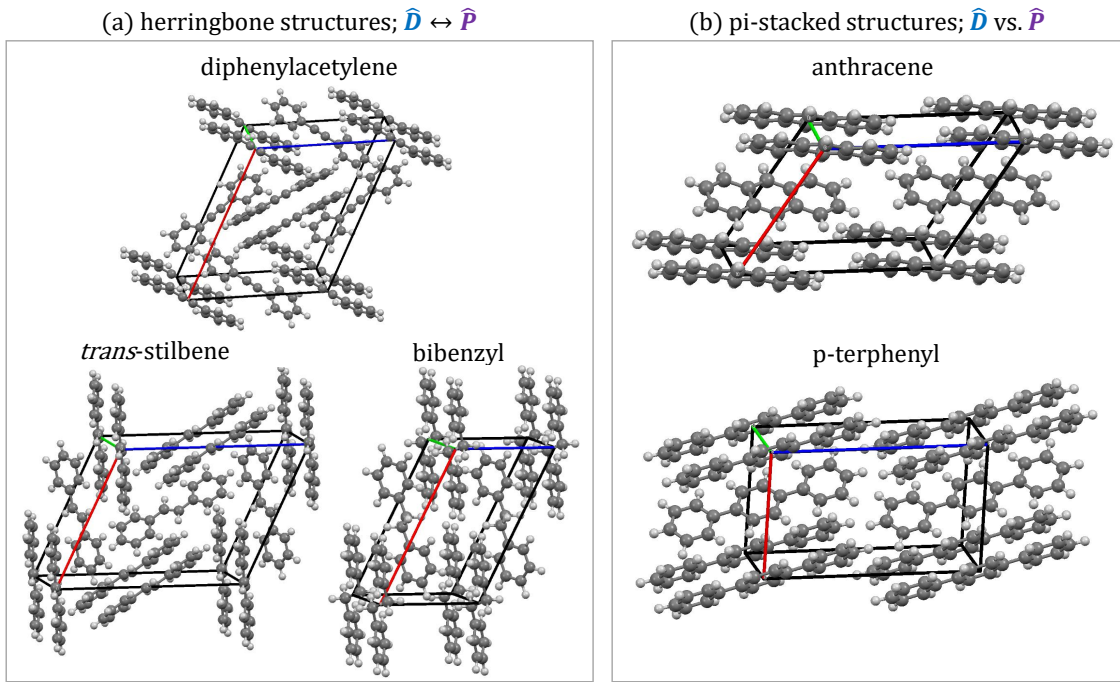 (a) herringbone structures; D̂ ↔ P̂
diphenylacetylene
trans-stilbene
bibenzyl
(b) pi-stacked structures; D̂ vs. P̂
anthracene
p-terphenyl